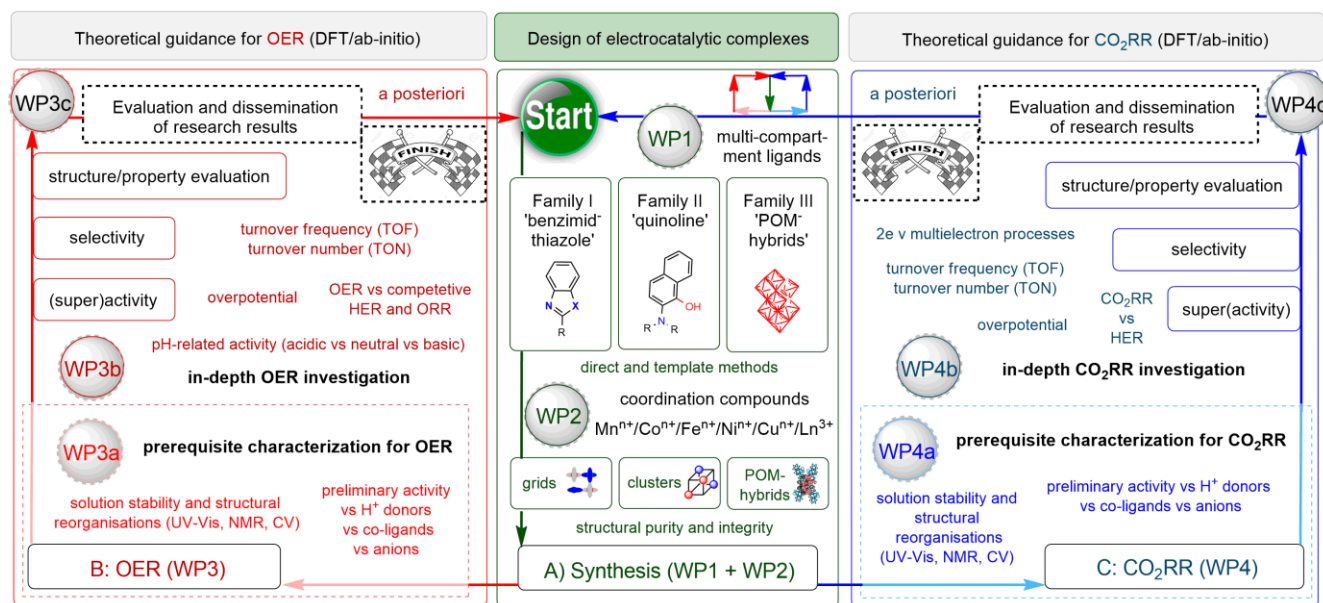 Theoretical guidance for OER (DFT/ab-initio)
WP3c
Evaluation and dissemination
of research results
a posteriori
FINISH
structure/property evaluation
selectivity
turnover frequency (TOF)
turnover number (TON)
(super)activity
overpotential
OER vs competetive
HER and ORR
WP3b
pH-related activity (acidic vs neutral vs basic)
in-depth OER investigation
WP3a
prerequisite characterization for OER
solution stability and structural
reorganisations (UV-Vis, NMR, CV)
preliminary activity
vs H⁺ donors
vs co-ligands
vs anions
B: OER (WP3)
Design of electrocatalytic complexes
Start
WP1
multi-compart-
ment ligands
Family I
'benzimid-
thiazole'
N
X
R
Family II
'quinoline'
OH
N
R
R
Family III
'POM-
hybrids'
direct and template methods
WP2
coordination compounds
Mnⁿ⁺/Coⁿ⁺/Feⁿ⁺/Niⁿ⁺/Cuⁿ⁺/Ln³⁺
grids
clusters
POM-
hybrids
structural purity and integrity
A) Synthesis (WP1 + WP2)
Theoretical guidance for CO₂RR (DFT/ab-initio)
a posteriori
Evaluation and dissemination
of research results
WP4c
FINISH
structure/property evaluation
2e v multielectron processes
selectivity
turnover frequency (TOF)
turnover number (TON)
super(activity)
overpotential
CO₂RR
vs
HER
WP4b
in-depth CO₂RR investigation
WP4a
prerequisite characterization for CO₂RR
solution stability and
structural
reorganisations
(UV-Vis, NMR, CV)
preliminary activity vs H⁺ donors
vs co-ligands vs anions
C: CO₂RR (WP4)